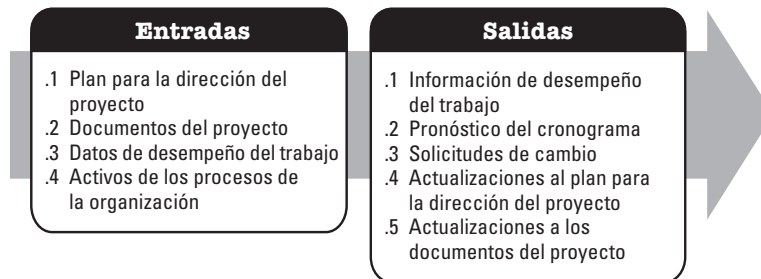 Entradas
.1 Plan para la dirección del
proyecto
.2 Documentos del proyecto
.3 Datos de desempeño del trabajo
.4 Activos de los procesos de
la organización
Salidas
.1 Información de desempeño
del trabajo
.2 Pronóstico del cronograma
.3 Solicitudes de cambio
.4 Actualizaciones al plan para
la dirección del proyecto
.5 Actualizaciones a los
documentos del proyecto